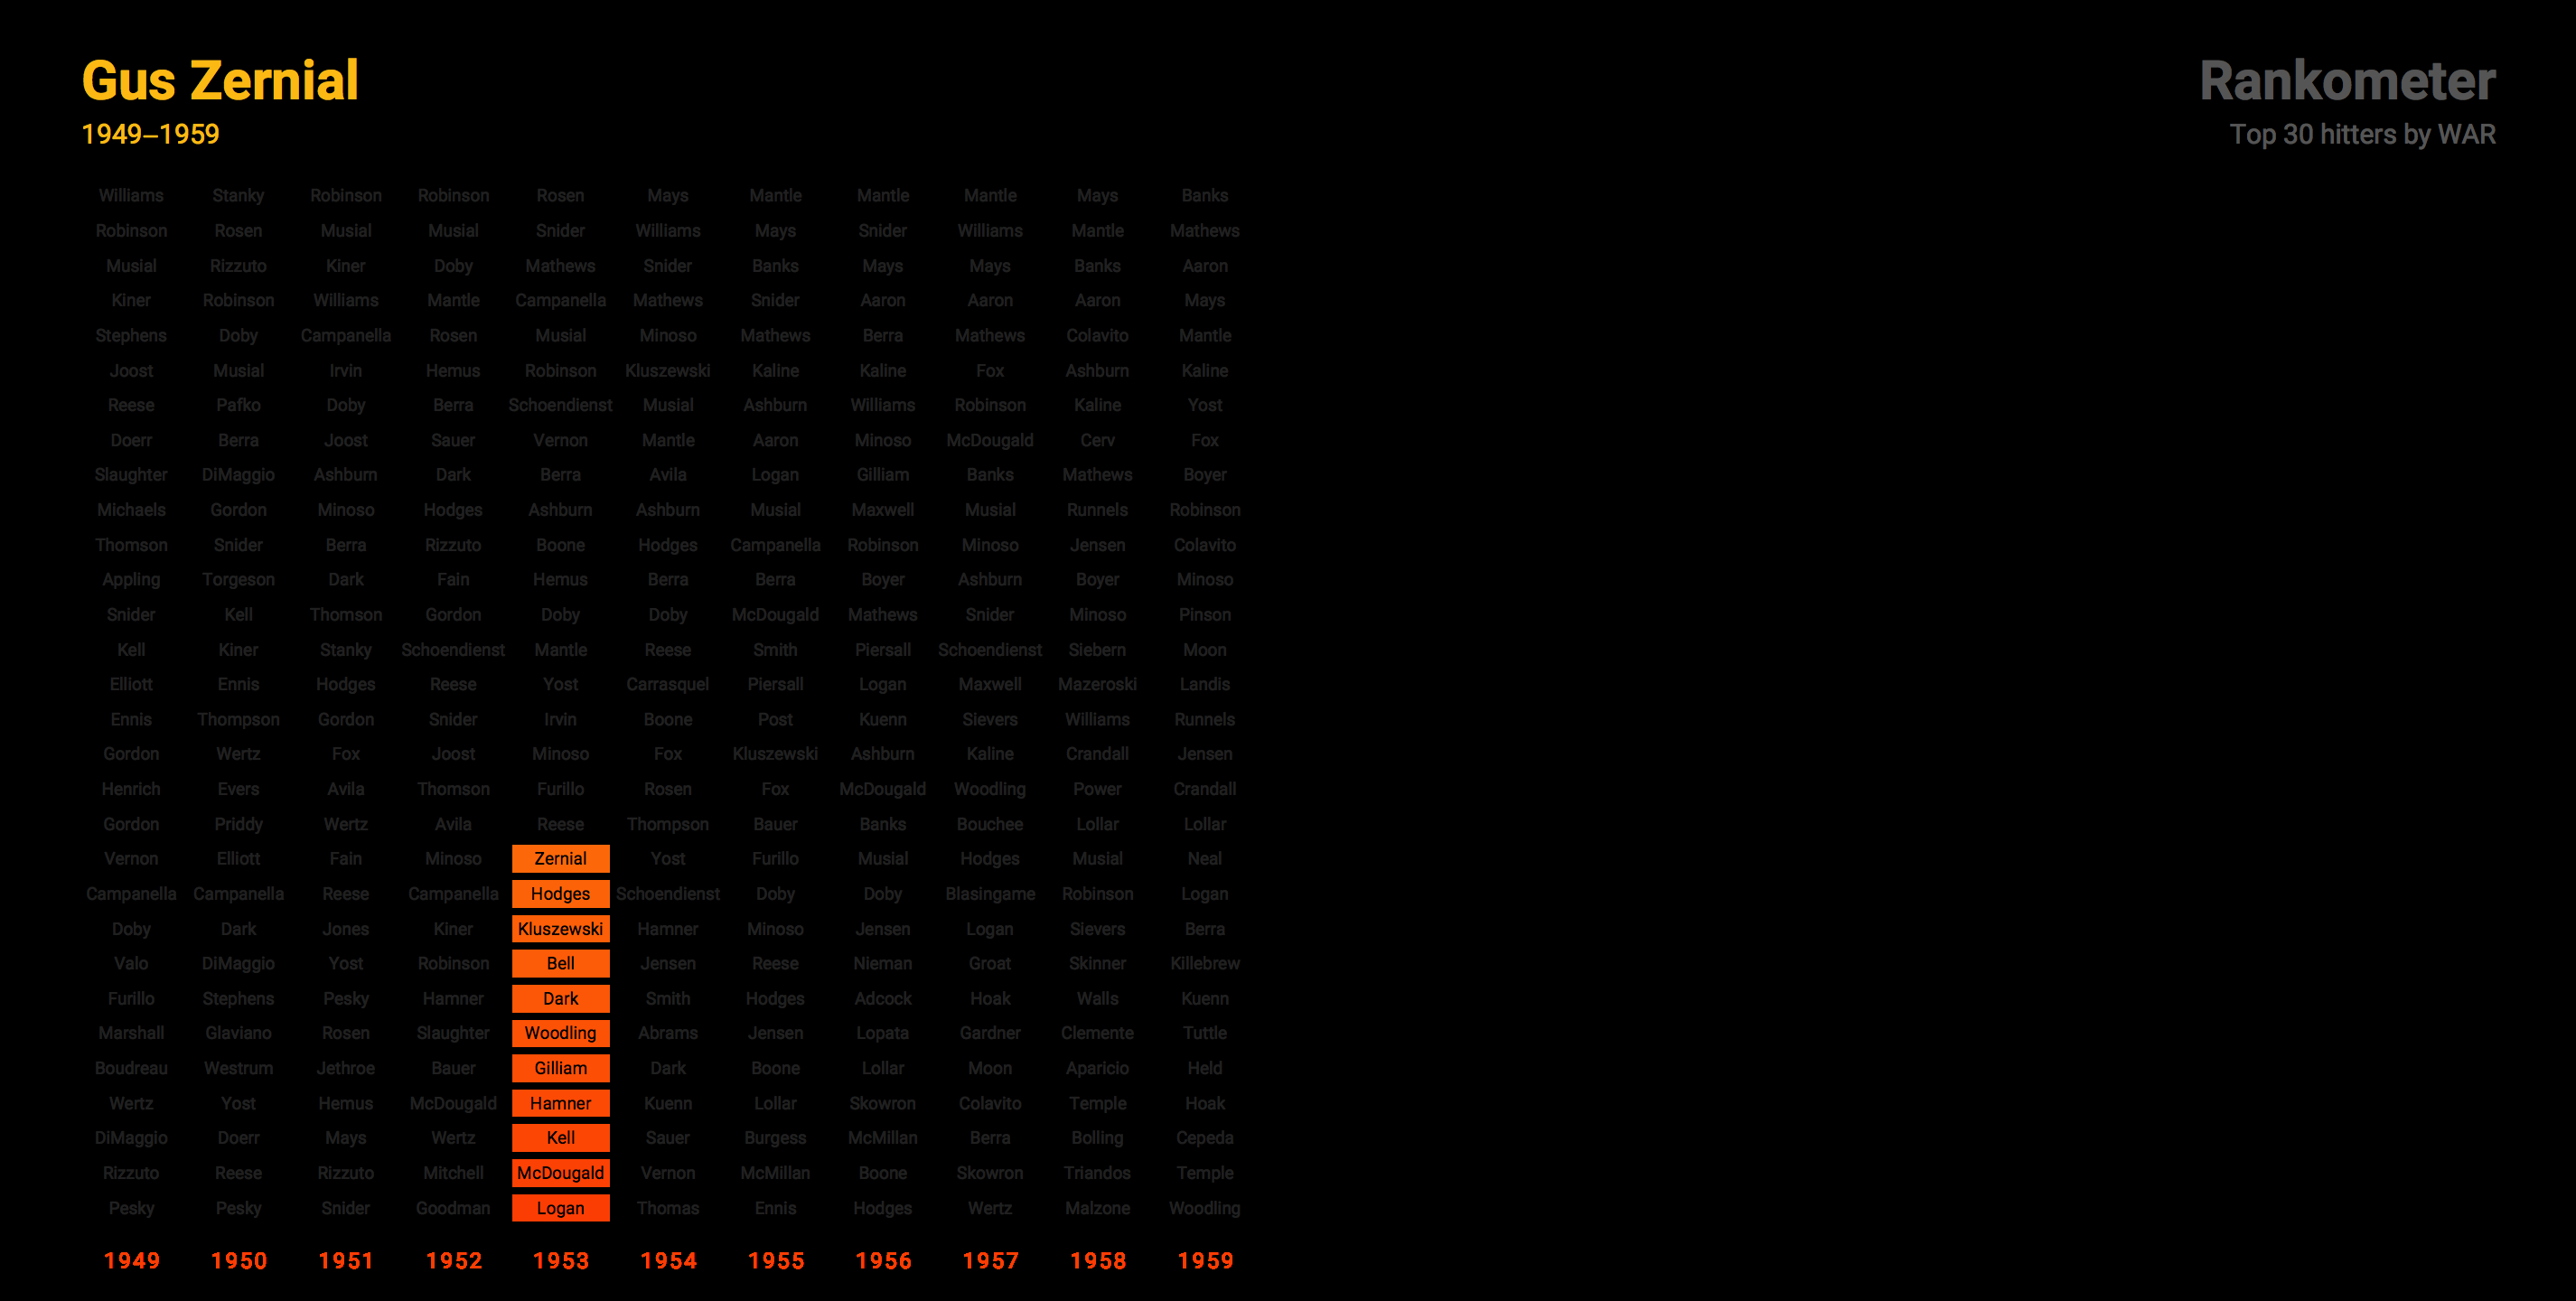 Gus Zernial
1949–1959
Rankometer
Top 30 hitters by WAR
Williams Stanky Robinson Robinson Rosen Mays Mantle Mantle Mantle Mays Banks
Robinson Rosen Musial Musial Snider Williams Mays Snider Williams Mantle Mathews
Musial Rizzuto Kiner Doby Mathews Snider Banks Mays Mays Banks Aaron
Kiner Robinson Williams Mantle Campanella Mathews Snider Aaron Aaron Aaron Mays
Stephens Doby Campanella Rosen Musial Minoso Mathews Berra Mathews Colavito Mantle
Joost Musial Irvin Hemus Robinson Kluszewski Kaline Kaline Fox Ashburn Kaline
Reese Pafko Doby Berra Schoendienst Musial Ashburn Williams Robinson Kaline Yost
Doerr Berra Joost Sauer Vernon Mantle Aaron Minoso McDougald Cerv Fox
Slaughter DiMaggio Ashburn Dark Berra Avila Logan Gilliam Banks Mathews Boyer
Michaels Gordon Minoso Hodges Ashburn Ashburn Musial Maxwell Musial Runnels Robinson
Thomson Snider Berra Rizzuto Boone Hodges Campanella Robinson Minoso Jensen Colavito
Appling Torgeson Dark Fain Hemus Berra Berra Boyer Ashburn Boyer Minoso
Snider Kell Thomson Gordon Doby Doby McDougald Mathews Snider Minoso Pinson
Kell Kiner Stanky Schoendienst Mantle Reese Smith Piersall Schoendienst Siebern Moon
Elliott Ennis Hodges Reese Yost Carrasquel Piersall Logan Maxwell Mazeroski Landis
Ennis Thompson Gordon Snider Irvin Boone Post Kuenn Sievers Williams Runnels
Gordon Wertz Fox Joost Minoso Fox Kluszewski Ashburn Kaline Crandall Jensen
Henrich Evers Avila Thomson Furillo Rosen Fox McDougald Woodling Power Crandall
Gordon Priddy Wertz Avila Reese Thompson Bauer Banks Bouchee Lollar Lollar
Vernon Elliott Fain Minoso Zernial Yost Furillo Musial Hodges Musial Neal
Campanella Campanella Reese Campanella Hodges Schoendienst Doby Doby Blasingame Robinson Logan
Doby Dark Jones Kiner Kluszewski Hamner Minoso Jensen Logan Sievers Berra
Valo DiMaggio Yost Robinson Bell Jensen Reese Nieman Groat Skinner Killebrew
Furillo Stephens Pesky Hamner Dark Smith Hodges Adcock Hoak Walls Kuenn
Marshall Glaviano Rosen Slaughter Woodling Abrams Jensen Lopata Gardner Clemente Tuttle
Boudreau Westrum Jethroe Bauer Gilliam Dark Boone Lollar Moon Aparicio Held
Wertz Yost Hemus McDougald Hamner Kuenn Lollar Skowron Colavito Temple Hoak
DiMaggio Doerr Mays Wertz Kell Sauer Burgess McMillan Berra Bolling Cepeda
Rizzuto Reese Rizzuto Mitchell McDougald Vernon McMillan Boone Skowron Triandos Temple
Pesky Pesky Snider Goodman Logan Thomas Ennis Hodges Wertz Malzone Woodling
1949 1950 1951 1952 1953 1954 1955 1956 1957 1958 1959